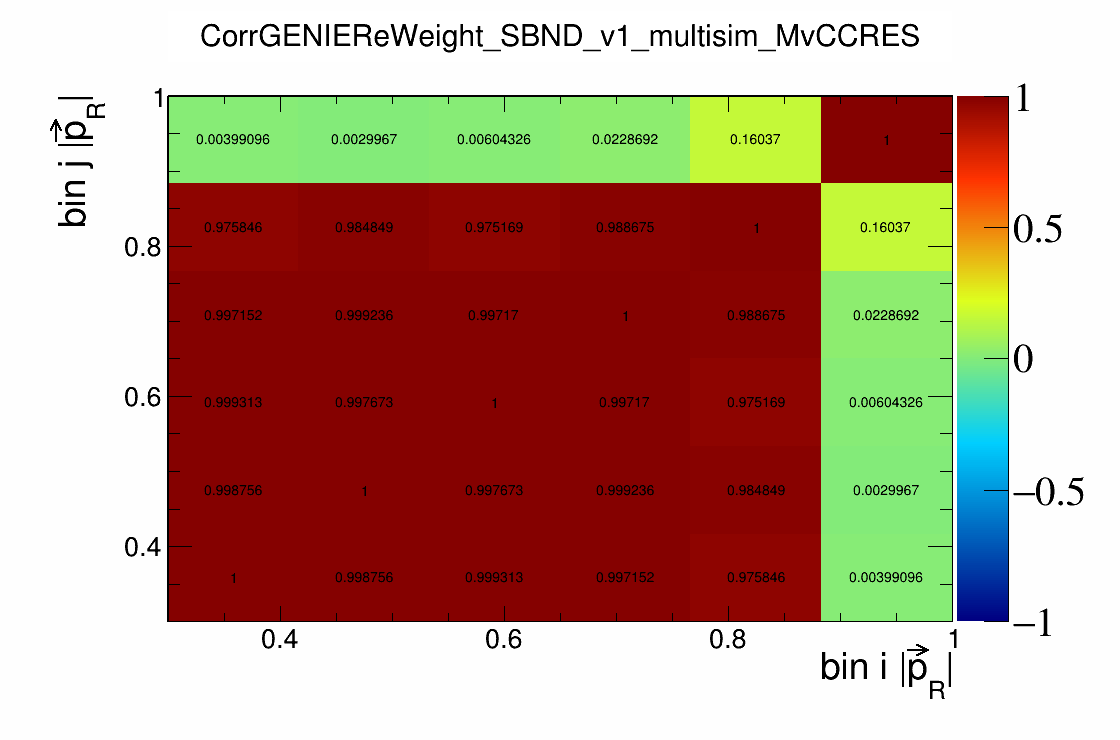 CorrGENIEReWeight_SBND_v1_multisim_MvCCRES
bin j |p⃗_R|
1
0.8
0.6
0.4
0.00399096 0.0029967 0.00604326 0.0228692 0.16037 1
0.975846 0.984849 0.975169 0.988675 1 0.16037
0.997152 0.999236 0.99717 1 0.988675 0.0228692
0.999313 0.997673 1 0.99717 0.975169 0.00604326
0.998756 1 0.997673 0.999236 0.984849 0.0029967
1 0.998756 0.999313 0.997152 0.975846 0.00399096
0.4 0.6 0.8 1
bin i |p⃗_R|
1
0.5
0
−0.5
−1